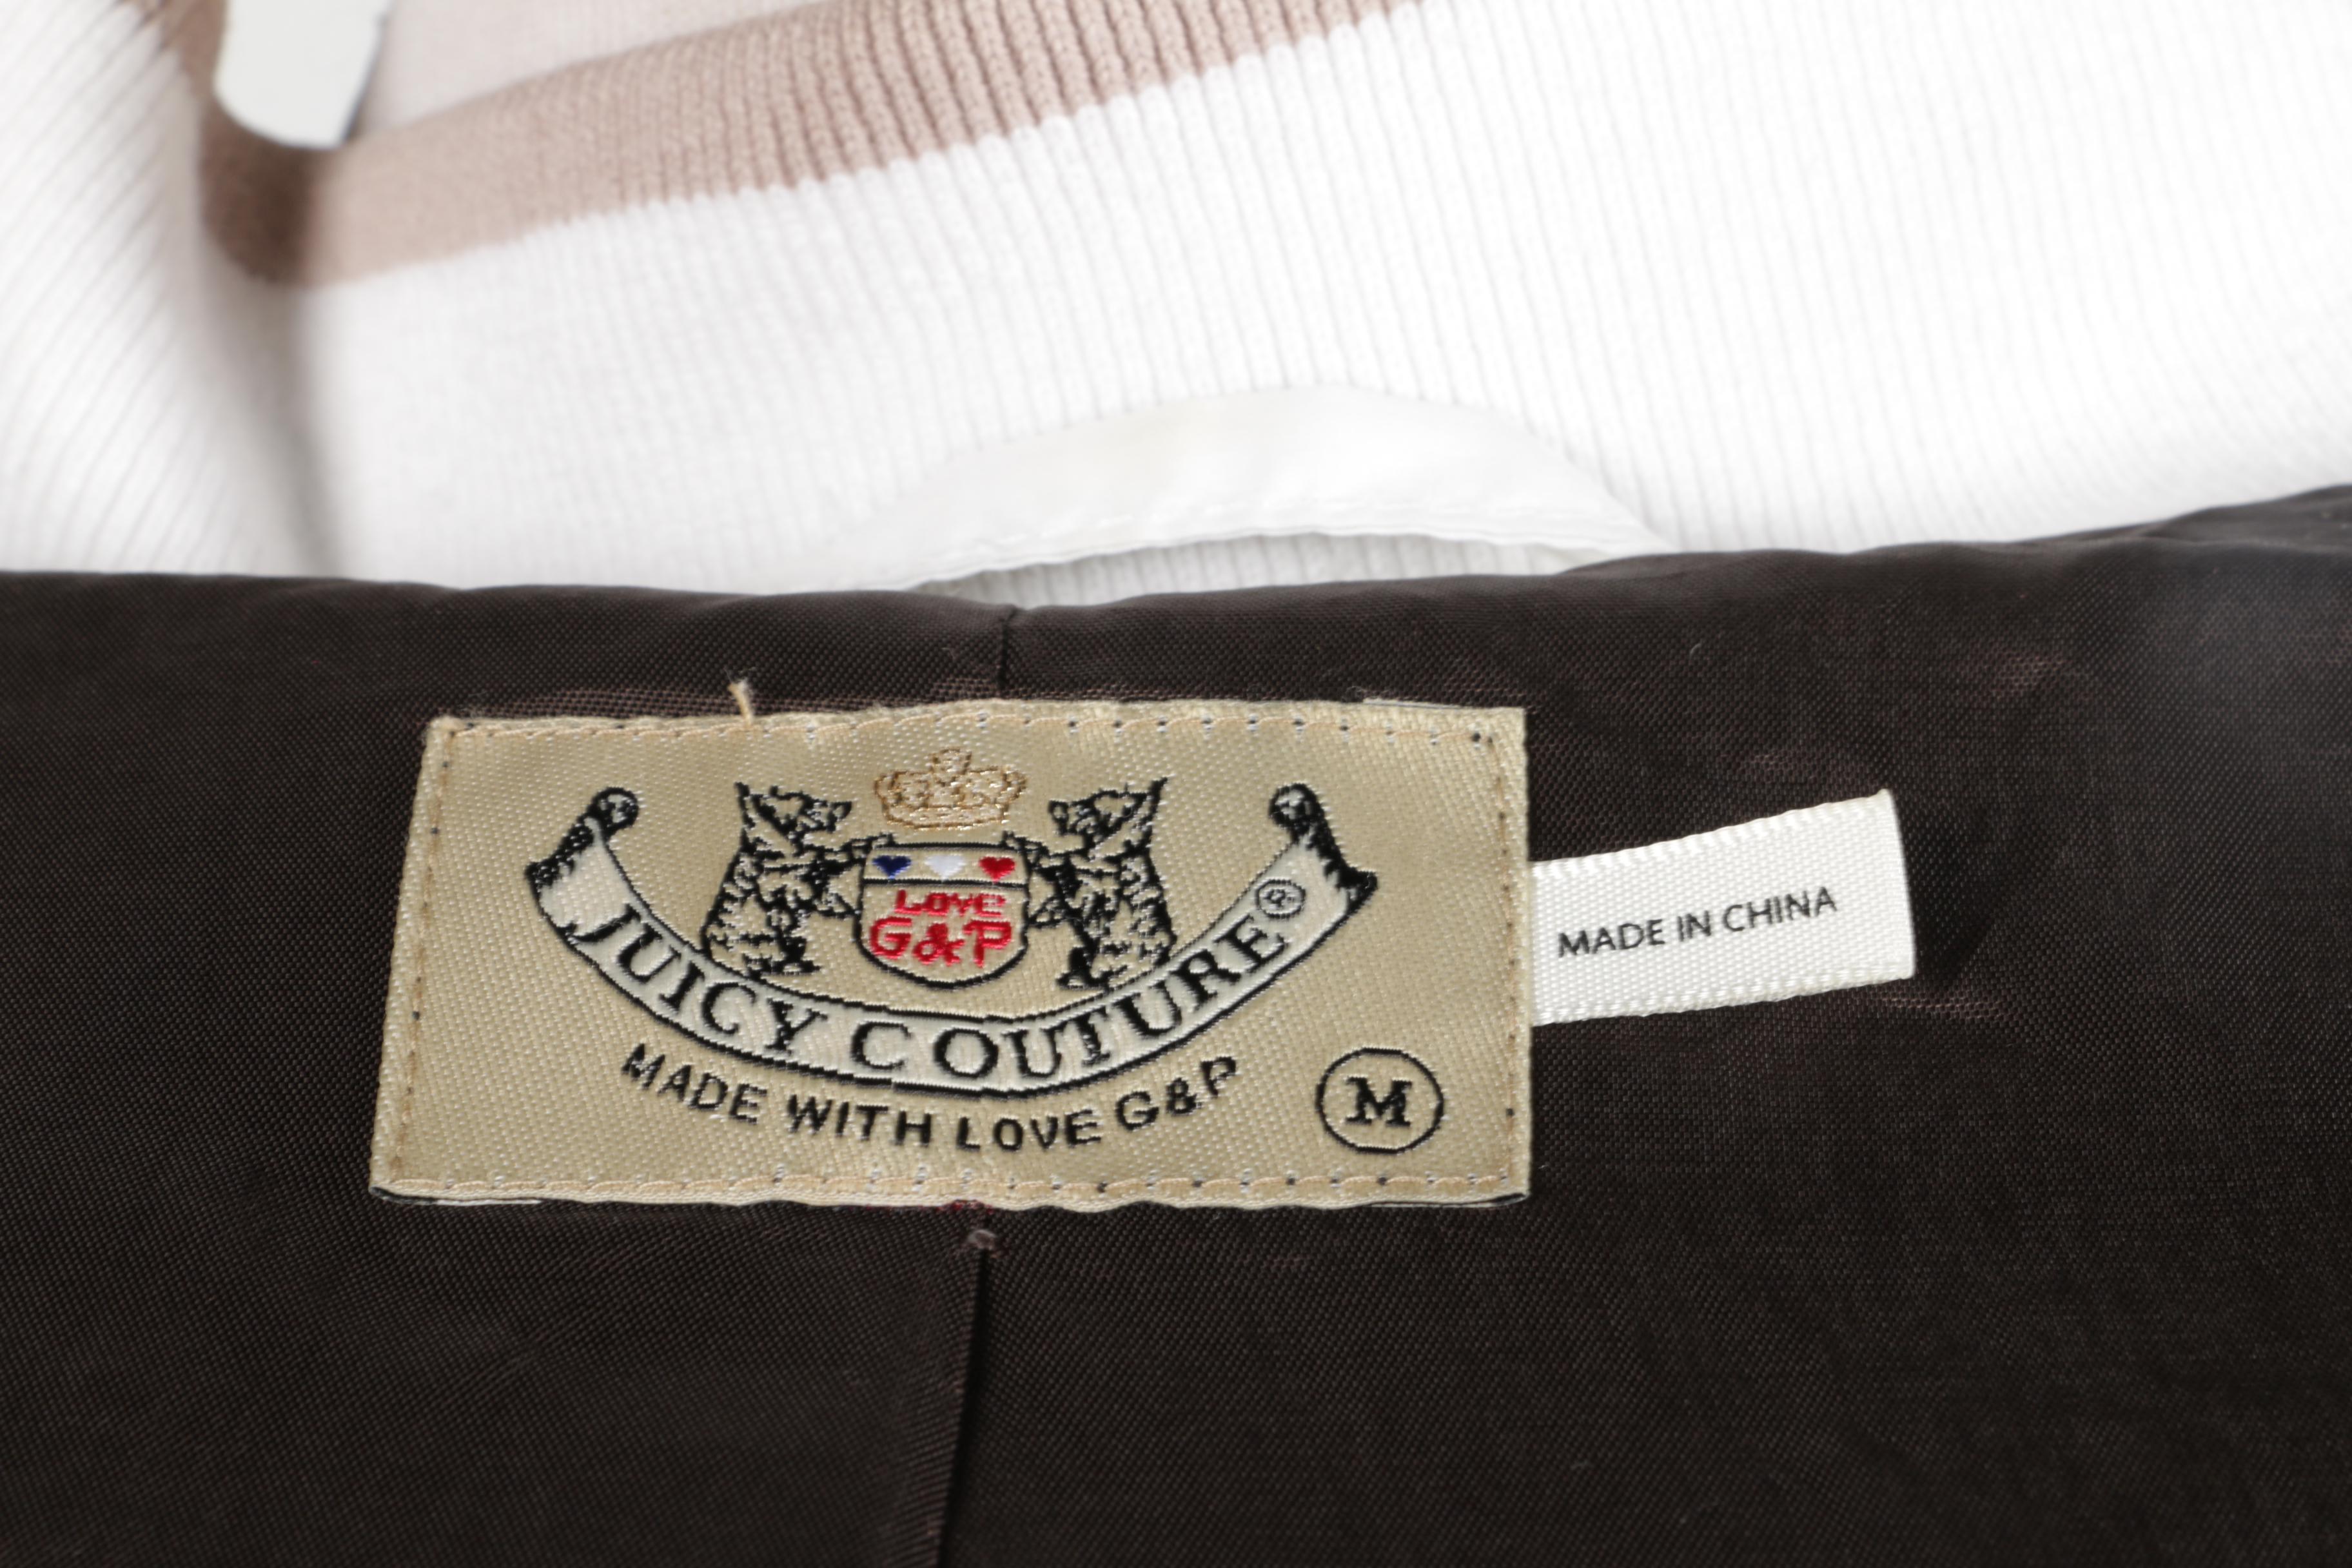 LOVE
G&P
JUICY COUTURE®
MADE WITH LOVE G&P
M
MADE IN CHINA